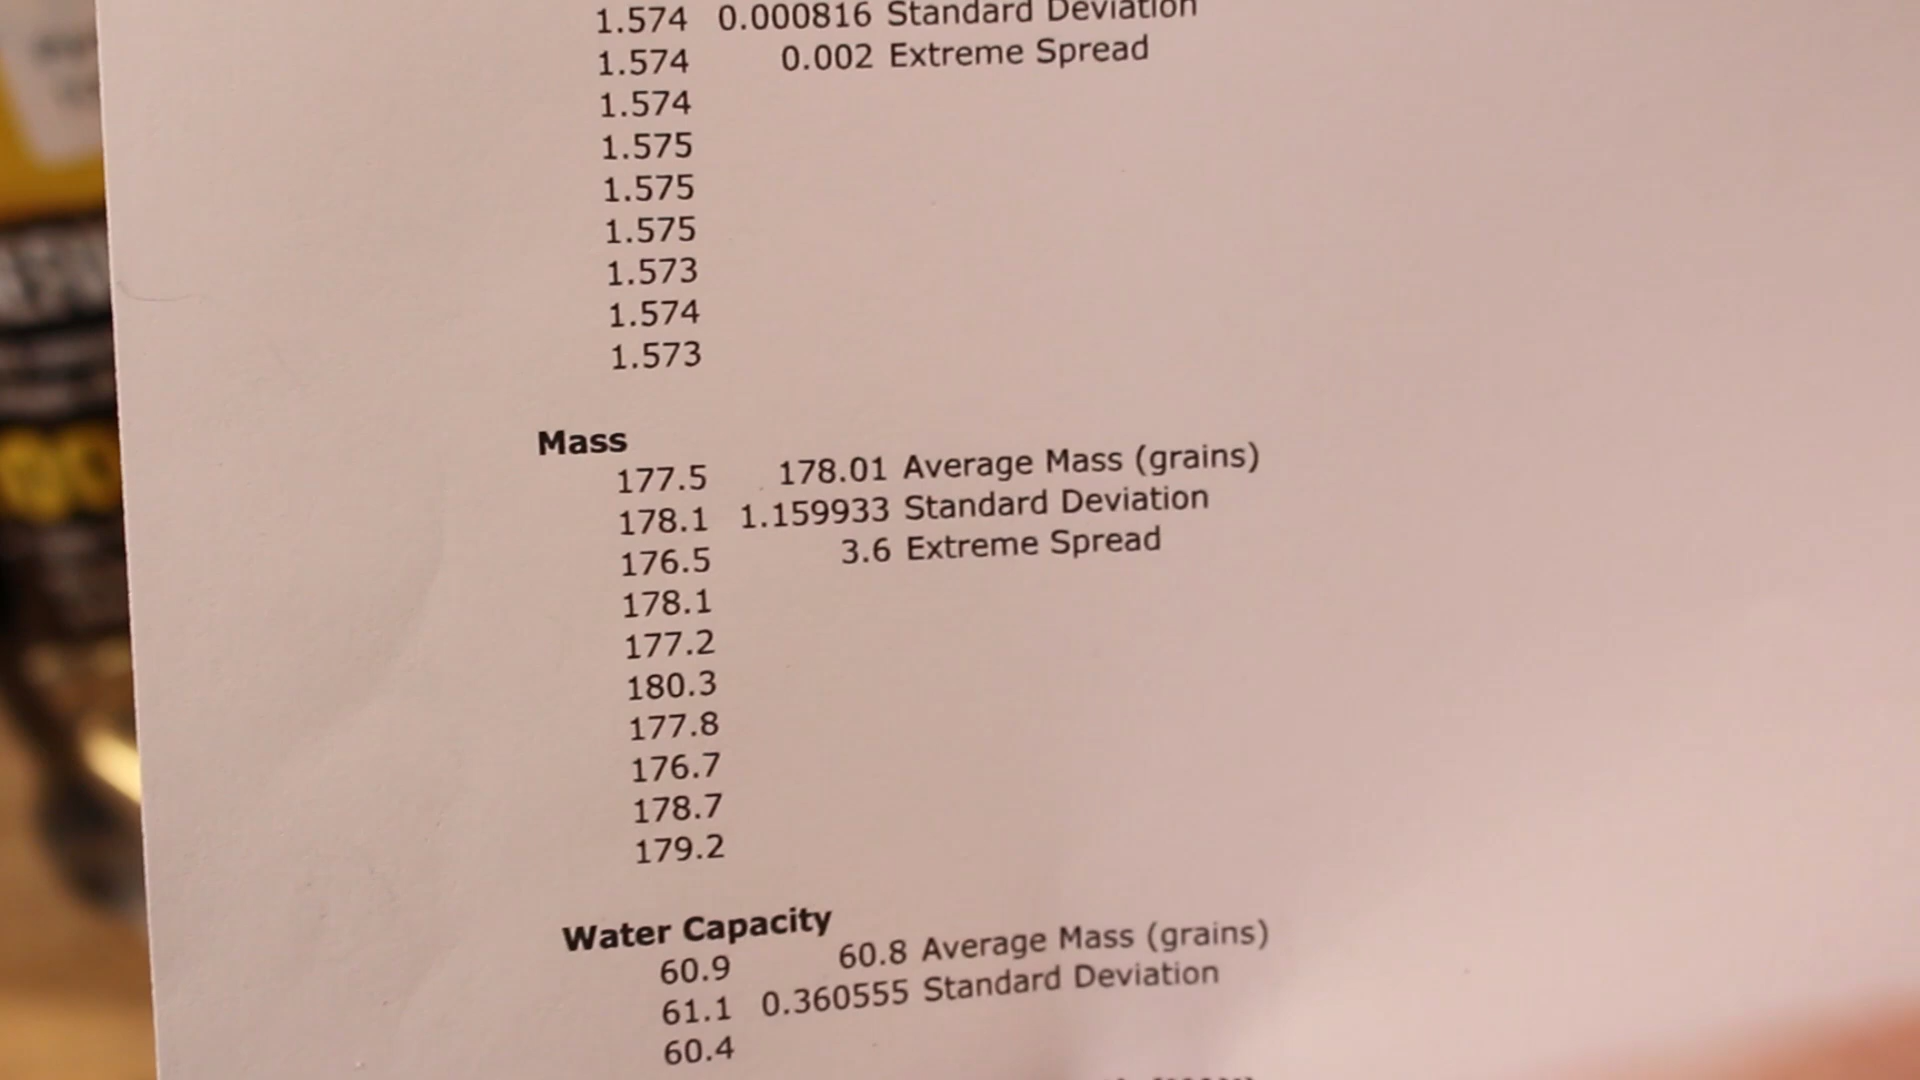 1.574 0.000816 Standard Deviation
1.574 0.002 Extreme Spread
1.574
1.575
1.575
1.575
1.573
1.574
1.573
Mass
177.5 178.01 Average Mass (grains)
178.1 1.159933 Standard Deviation
176.5 3.6 Extreme Spread
178.1
177.2
180.3
177.8
176.7
178.7
179.2
Water Capacity
60.9 60.8 Average Mass (grains)
61.1 0.360555 Standard Deviation
60.4